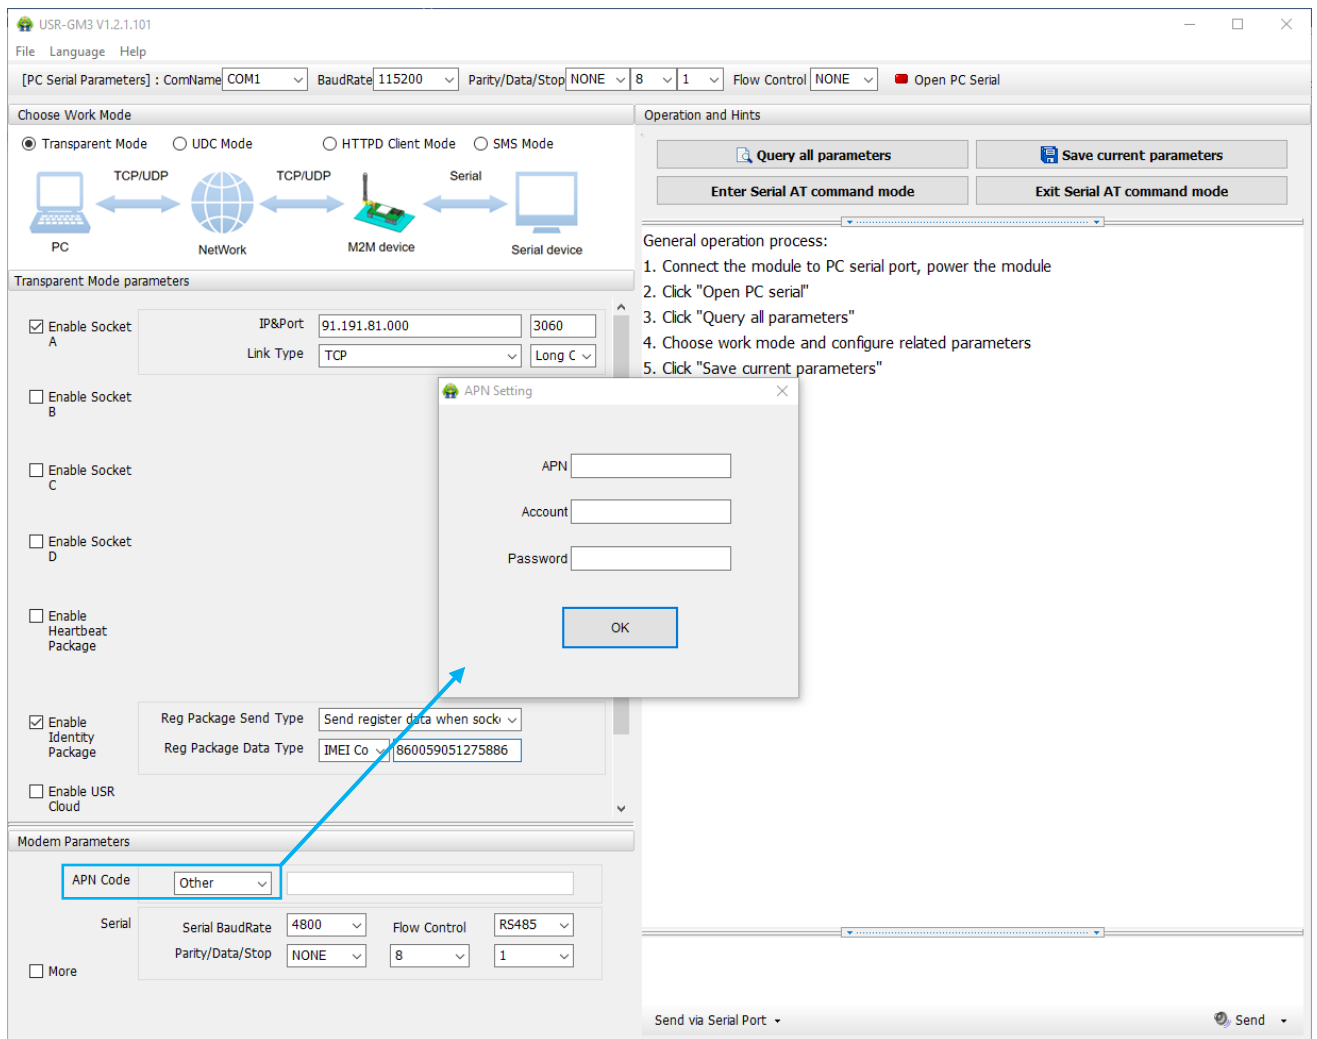 USR-GM3 V1.2.1.101
File Language Help
[PC Serial Parameters] : ComName COM1 BaudRate 115200 Parity/Data/Stop NONE 8 1 Flow Control NONE Open PC Serial
Choose Work Mode
Transparent Mode UDC Mode HTTPD Client Mode SMS Mode
TCP/UDP TCP/UDP Serial
PC NetWork M2M device Serial device
Transparent Mode parameters
Enable Socket
A
IP&Port 91.191.81.000 3060
Link Type TCP Long C
Enable Socket
B
Enable Socket
C
Enable Socket
D
Enable
Heartbeat
Package
Enable
Identity
Package
Reg Package Send Type Send register data when sock
Reg Package Data Type IMEI Co 860059051275886
Enable USR
Cloud
Modem Parameters
APN Code Other
Serial
Serial BaudRate 4800 Flow Control RS485
Parity/Data/Stop NONE 8 1
More
Operation and Hints
Query all parameters Save current parameters
Enter Serial AT command mode Exit Serial AT command mode
General operation process:
1. Connect the module to PC serial port, power the module
2. Click "Open PC serial"
3. Click "Query all parameters"
4. Choose work mode and configure related parameters
5. Click "Save current parameters"
APN Setting
APN
Account
Password
OK
Send via Serial Port Send